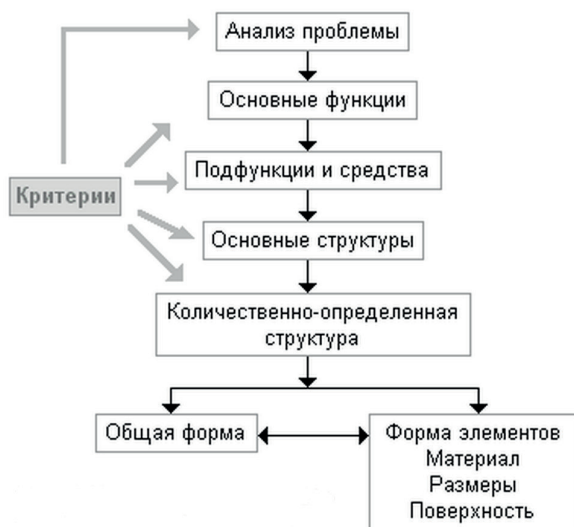 Анализ проблемы
Основные функции
Подфункции и средства
Критерии
Основные структуры
Количественно-определенная
структура
Общая форма
Форма элементов
Материал
Размеры
Поверхность